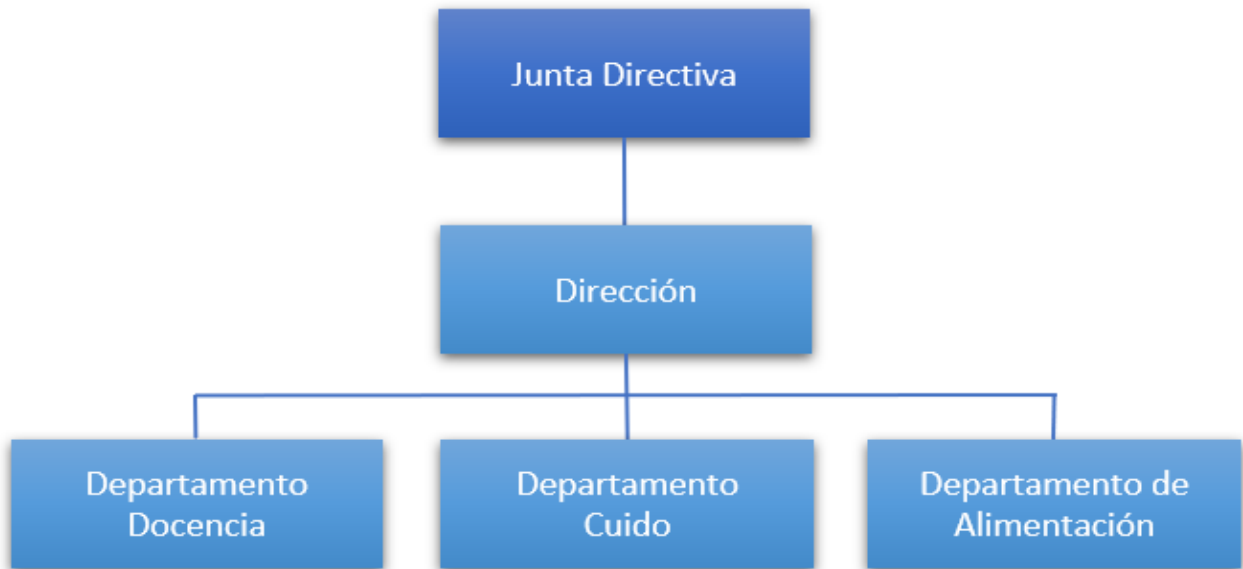 Junta Directiva
Dirección
Departamento
Docencia
Departamento
Cuido
Departamento de
Alimentación